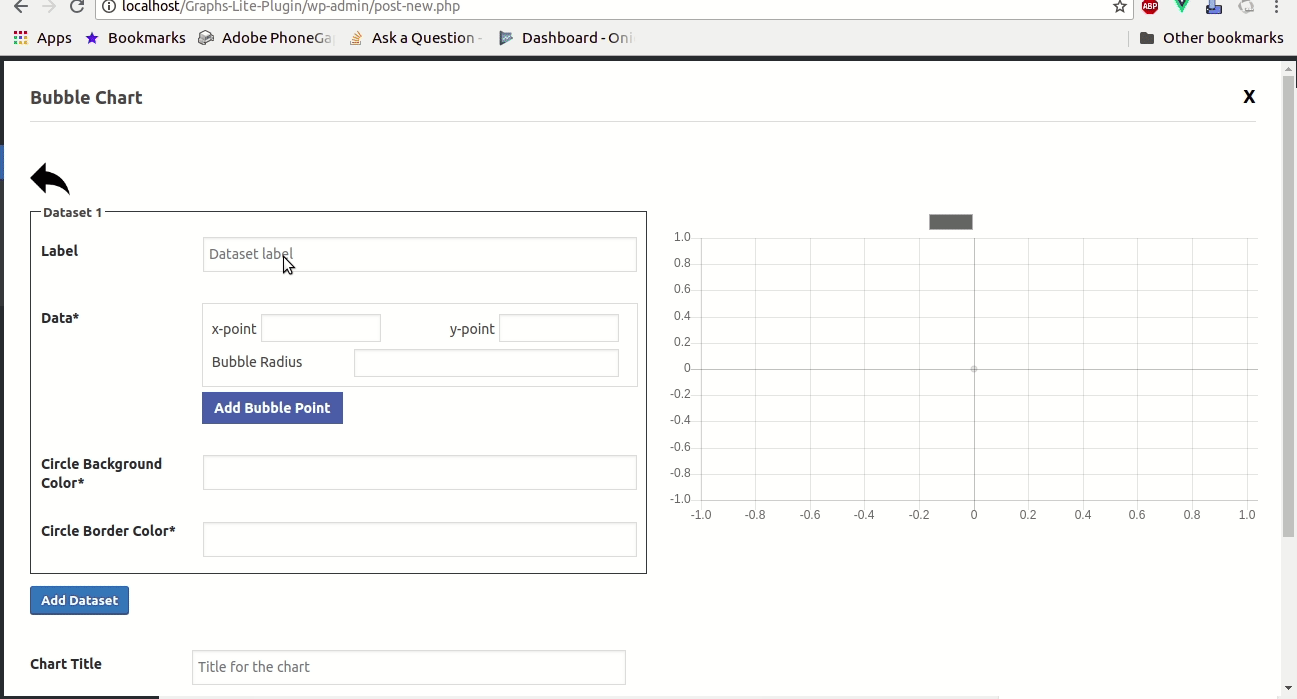 localhost/Graphs-Lite-Plugin/wp-admin/post-new.php
ABP
Apps Bookmarks Adobe PhoneGa Ask a Question - Dashboard - Oni Other bookmarks
Bubble Chart X
Dataset 1
Label Dataset label
Data* x-point y-point
Bubble Radius
Add Bubble Point
Circle Background
Color*
Circle Border Color*
Add Dataset
Chart Title Title for the chart
1.0
0.8
0.6
0.4
0.2
0
-0.2
-0.4
-0.6
-0.8
-1.0
-1.0 -0.8 -0.6 -0.4 -0.2 0 0.2 0.4 0.6 0.8 1.0